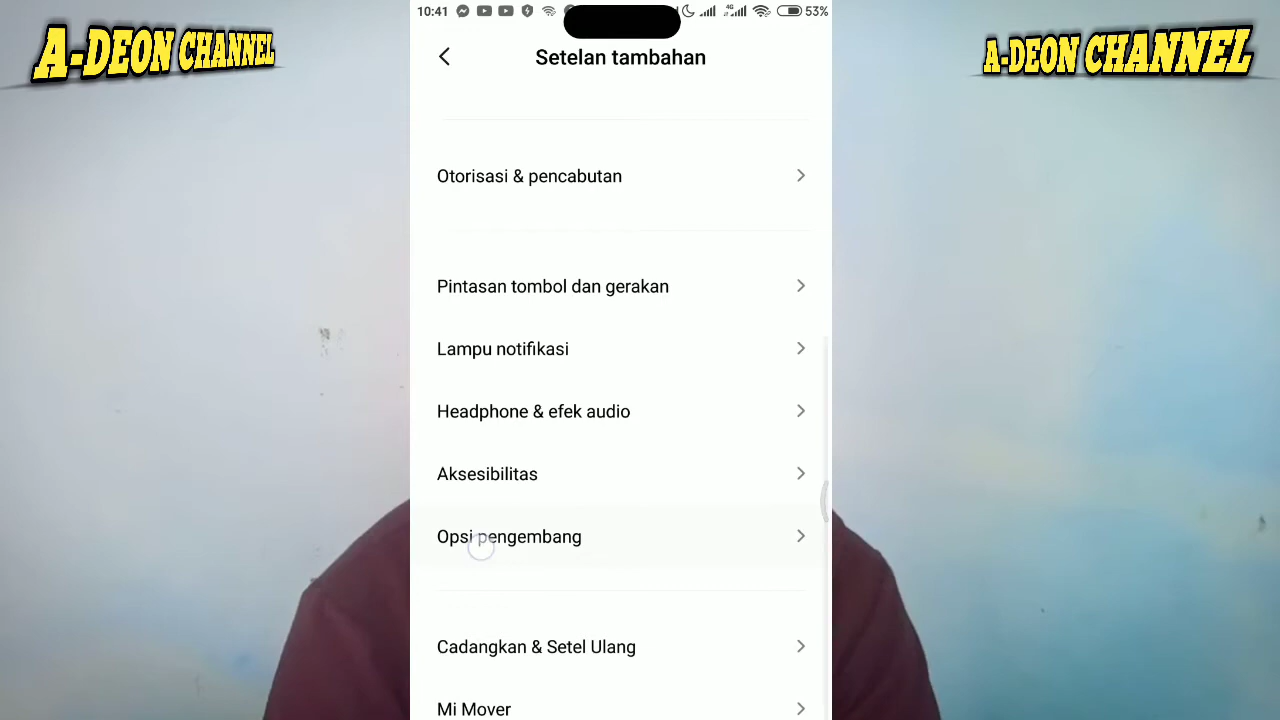 A-DEON CHANNEL
A-DEON CHANNEL
10:41
4G
53%
Setelan tambahan
Otorisasi & pencabutan
Pintasan tombol dan gerakan
Lampu notifikasi
Headphone & efek audio
Aksesibilitas
Opsi pengembang
Cadangkan & Setel Ulang
Mi Mover